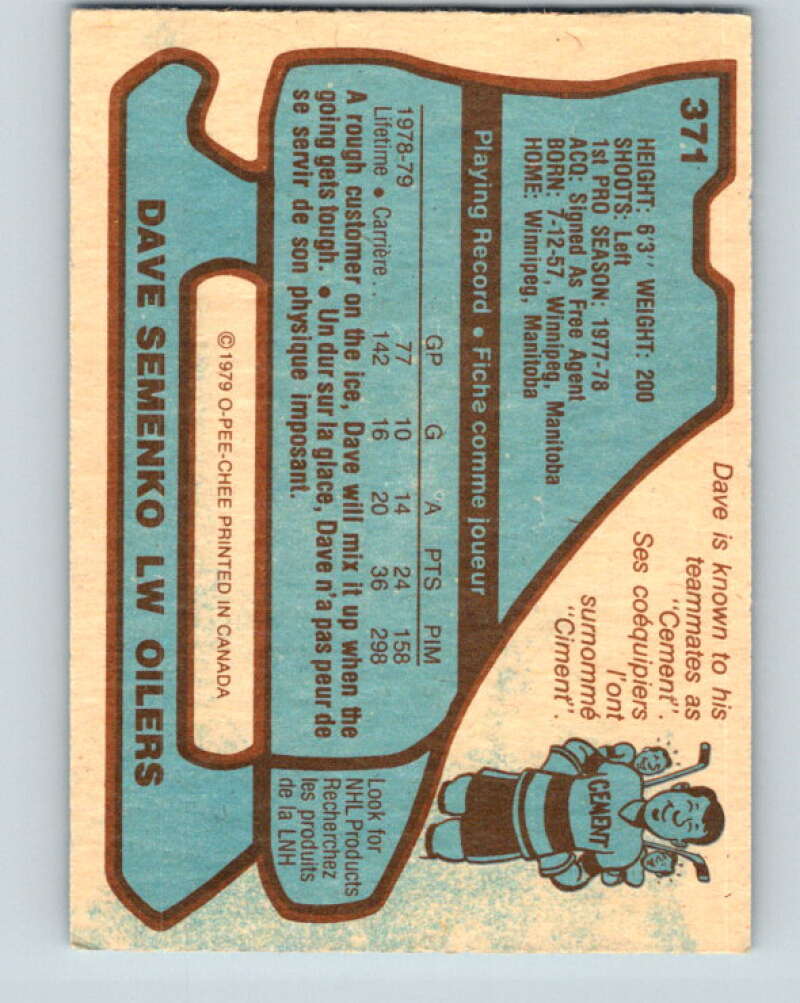 371
HEIGHT: 6'3" WEIGHT: 200
SHOOTS: Left
1st PRO SEASON: 1977-78
ACQ: Signed As Free Agent
BORN: 7-12-57, Winnipeg, Manitoba
HOME: Winnipeg, Manitoba
Dave is known to his
teammates as
"Cement".
Ses coéquipiers
l'ont
surnommé
"Ciment".
CEMENT
Playing Record • Fiche comme joueur
GP G A PTS PIM
1978-79 77 10 14 24 158
Lifetime • Carrière .. 142 16 20 36 298
A rough customer on the ice, Dave will mix it up when the
going gets tough. • Un dur sur la glace, Dave n'a pas peur de
se servir de son physique imposant.
Look for
NHL Products
Recherchez
les produits
de la LNH
©1979 O-PEE-CHEE PRINTED IN CANADA
DAVE SEMENKO LW OILERS